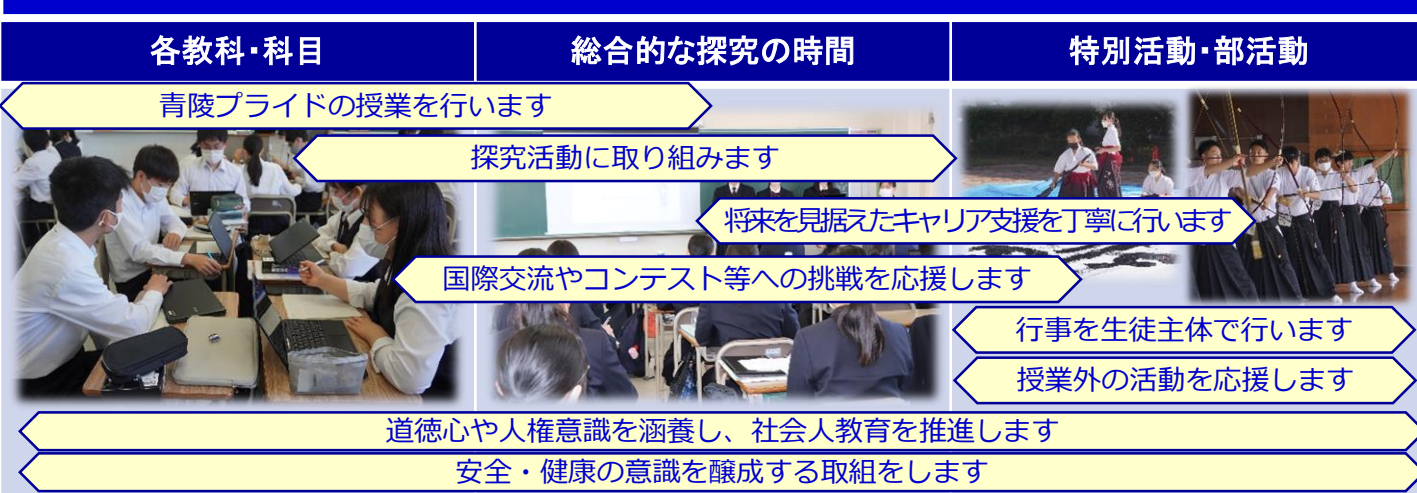 各教科･科目
総合的な探究の時間
特別活動･部活動
青陵プライドの授業を行います
探究活動に取り組みます
将来を見据えたキャリア支援を丁寧に行います
国際交流やコンテスト等への挑戦を応援します
行事を生徒主体で行います
授業外の活動を応援します
道徳心や人権意識を涵養し、社会人教育を推進します
安全・健康の意識を醸成する取組をします